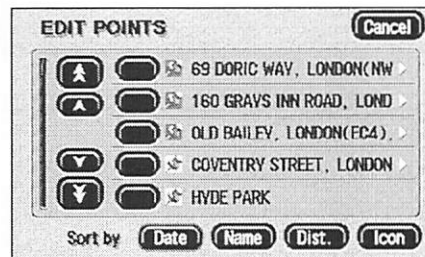 EDIT POINTS Cancel
69 DORIC WAY, LONDON(NW
160 GRAYS INN ROAD, LOND
OLD BAILEY, LONDON(EC4),
COVENTRY STREET, LONDON
HYDE PARK
Sort by Date Name Dist. Icon